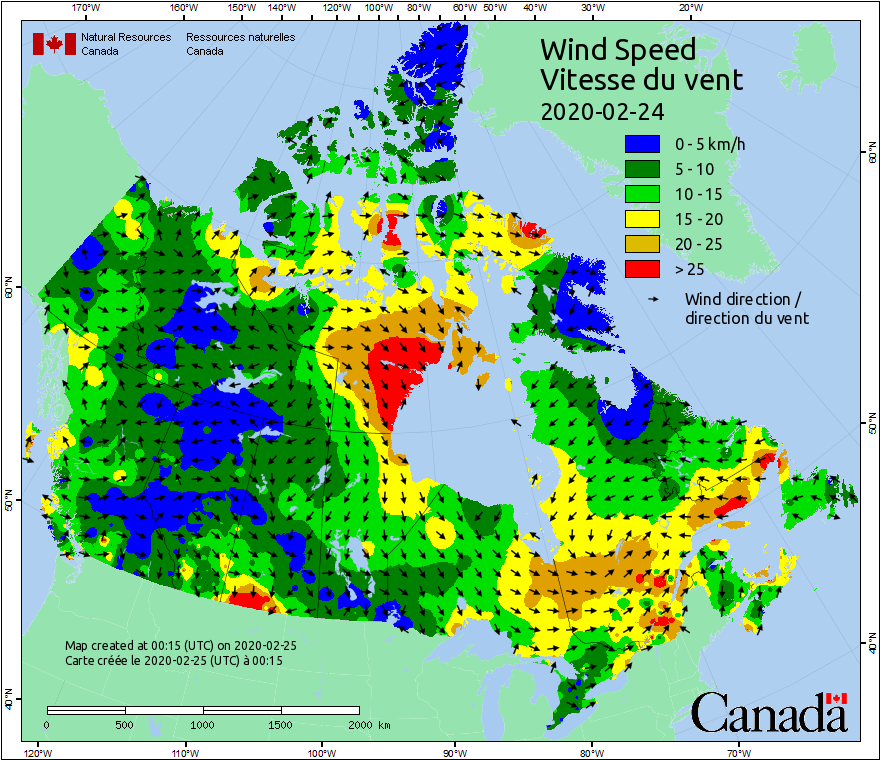 170°W 160°W 150°W 140°W 130°W 120°W 110°W 100°W 90°W 80°W 70°W 60°W 50°W 40°W 30°W 20°W
Natural Resources Canada
Ressources naturelles Canada
Wind Speed
Vitesse du vent
2020-02-24
0 - 5 km/h
5 - 10
10 - 15
15 - 20
20 - 25
> 25
Wind direction /
direction du vent
60°N
60°N
50°N
50°N
40°N
40°N
Map created at 00:15 (UTC) on 2020-02-25
Carte créée le 2020-02-25 (UTC) à 00:15
0 500 1000 1500 2000 km
Canada
120°W 110°W 100°W 90°W 80°W 70°W